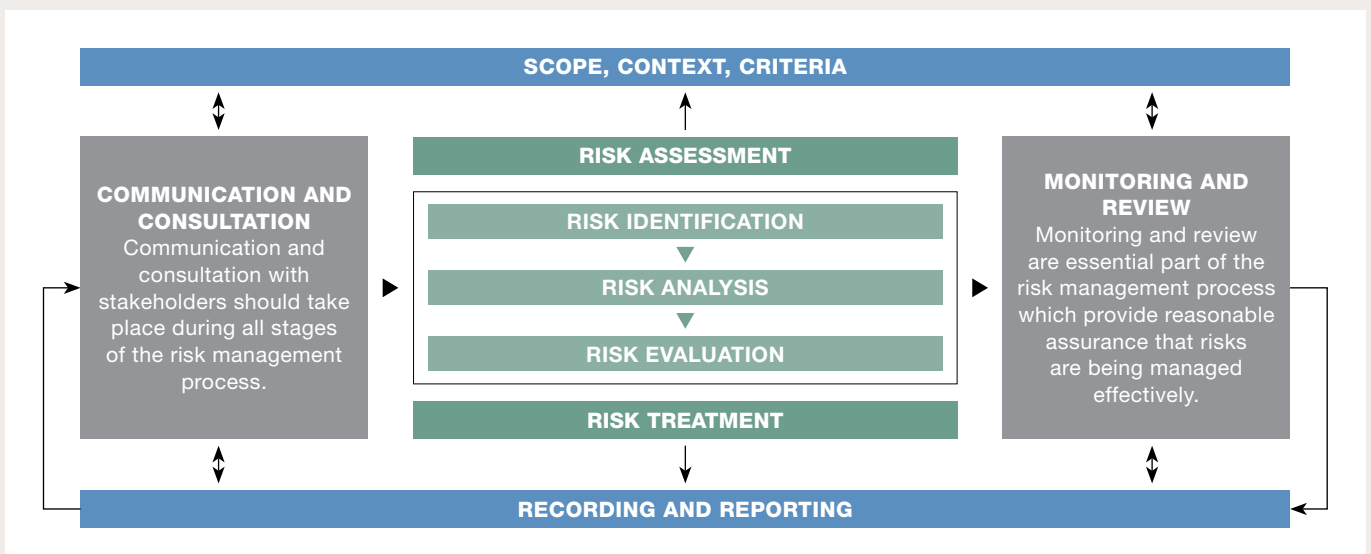 SCOPE, CONTEXT, CRITERIA
COMMUNICATION AND
CONSULTATION
Communication and
consultation with
stakeholders should take
place during all stages
of the risk management
process.
RISK ASSESSMENT
RISK IDENTIFICATION
RISK ANALYSIS
RISK EVALUATION
RISK TREATMENT
MONITORING AND
REVIEW
Monitoring and review
are essential part of the
risk management process
which provide reasonable
assurance that risks
are being managed
effectively.
RECORDING AND REPORTING